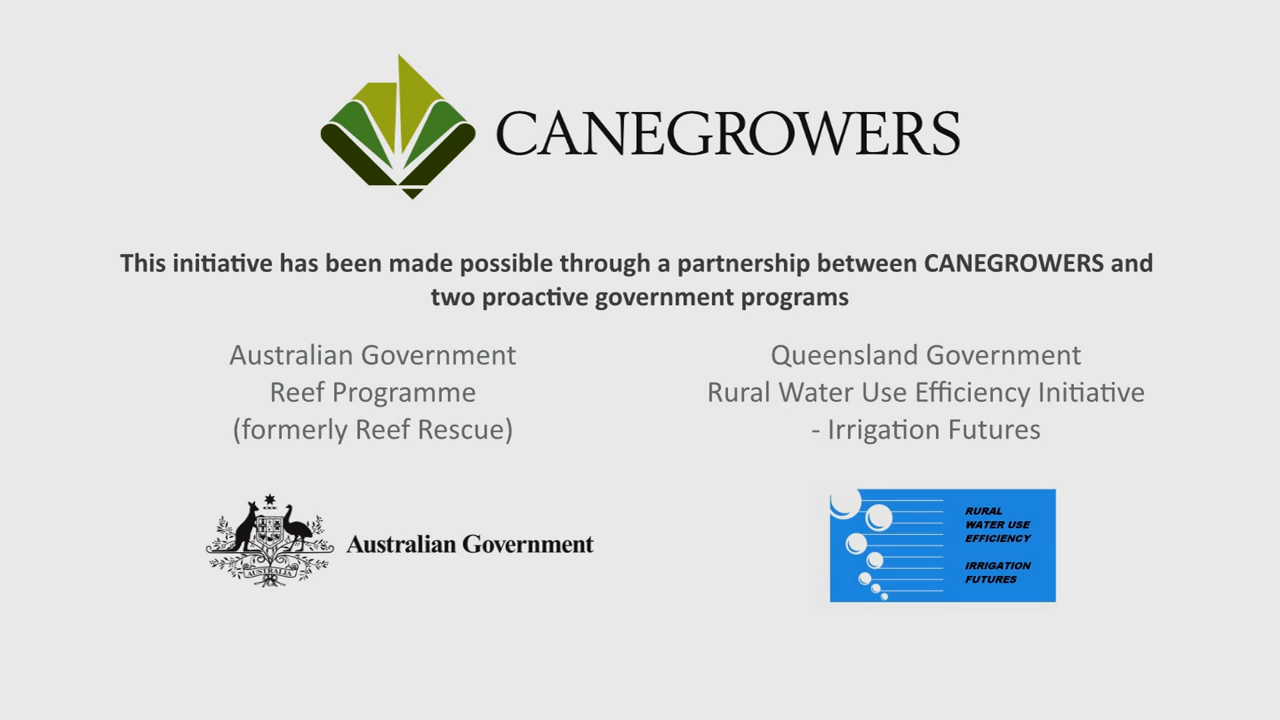 CANEGROWERS
This initiative has been made possible through a partnership between CANEGROWERS and
two proactive government programs
Australian Government
Reef Programme
(formerly Reef Rescue)
Queensland Government
Rural Water Use Efficiency Initiative
- Irrigation Futures
AUSTRALIA
Australian Government
RURAL
WATER USE
EFFICIENCY
IRRIGATION
FUTURES